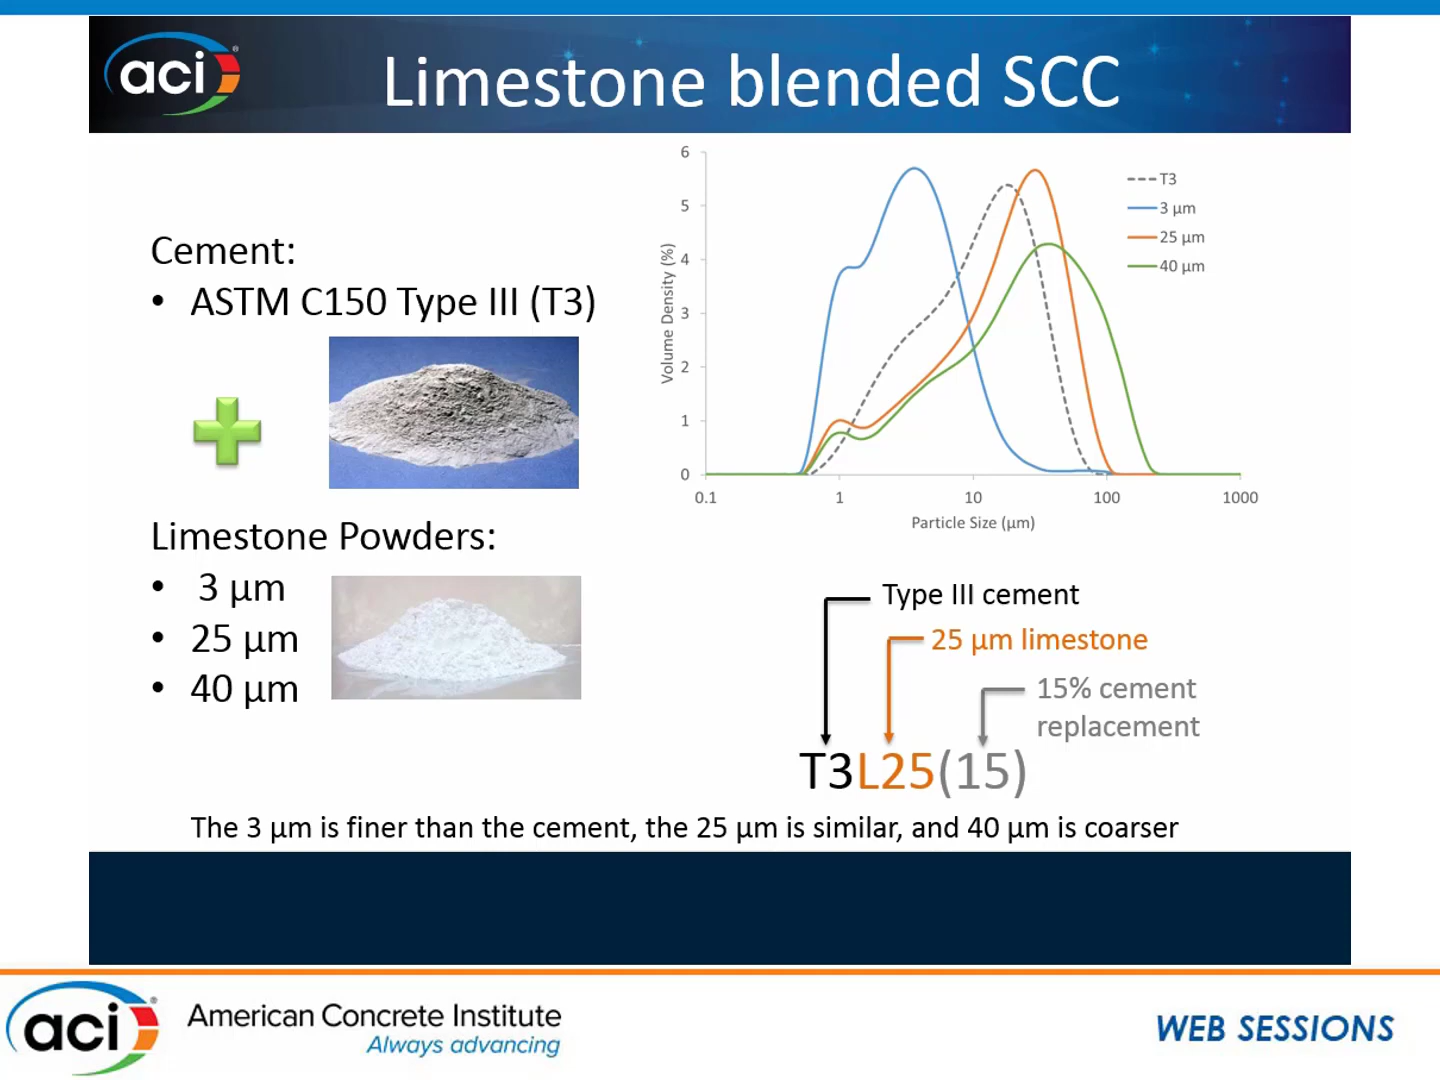 aci®
Limestone blended SCC
Cement:
• ASTM C150 Type III (T3)
Limestone Powders:
• 3 µm
• 25 µm
• 40 µm
6
5
4
3
2
1
0
Volume Density (%)
0.1 1 10 100 1000
Particle Size (µm)
T3
3 µm
25 µm
40 µm
Type III cement
25 µm limestone
15% cement
replacement
T3L25(15)
The 3 µm is finer than the cement, the 25 µm is similar, and 40 µm is coarser
aci®
American Concrete Institute
Always advancing
WEB SESSIONS